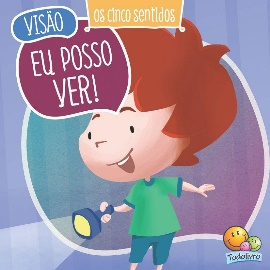 OS CINCO SENTIDOS
VISÃO
EU POSSO
VER!
Todolivro